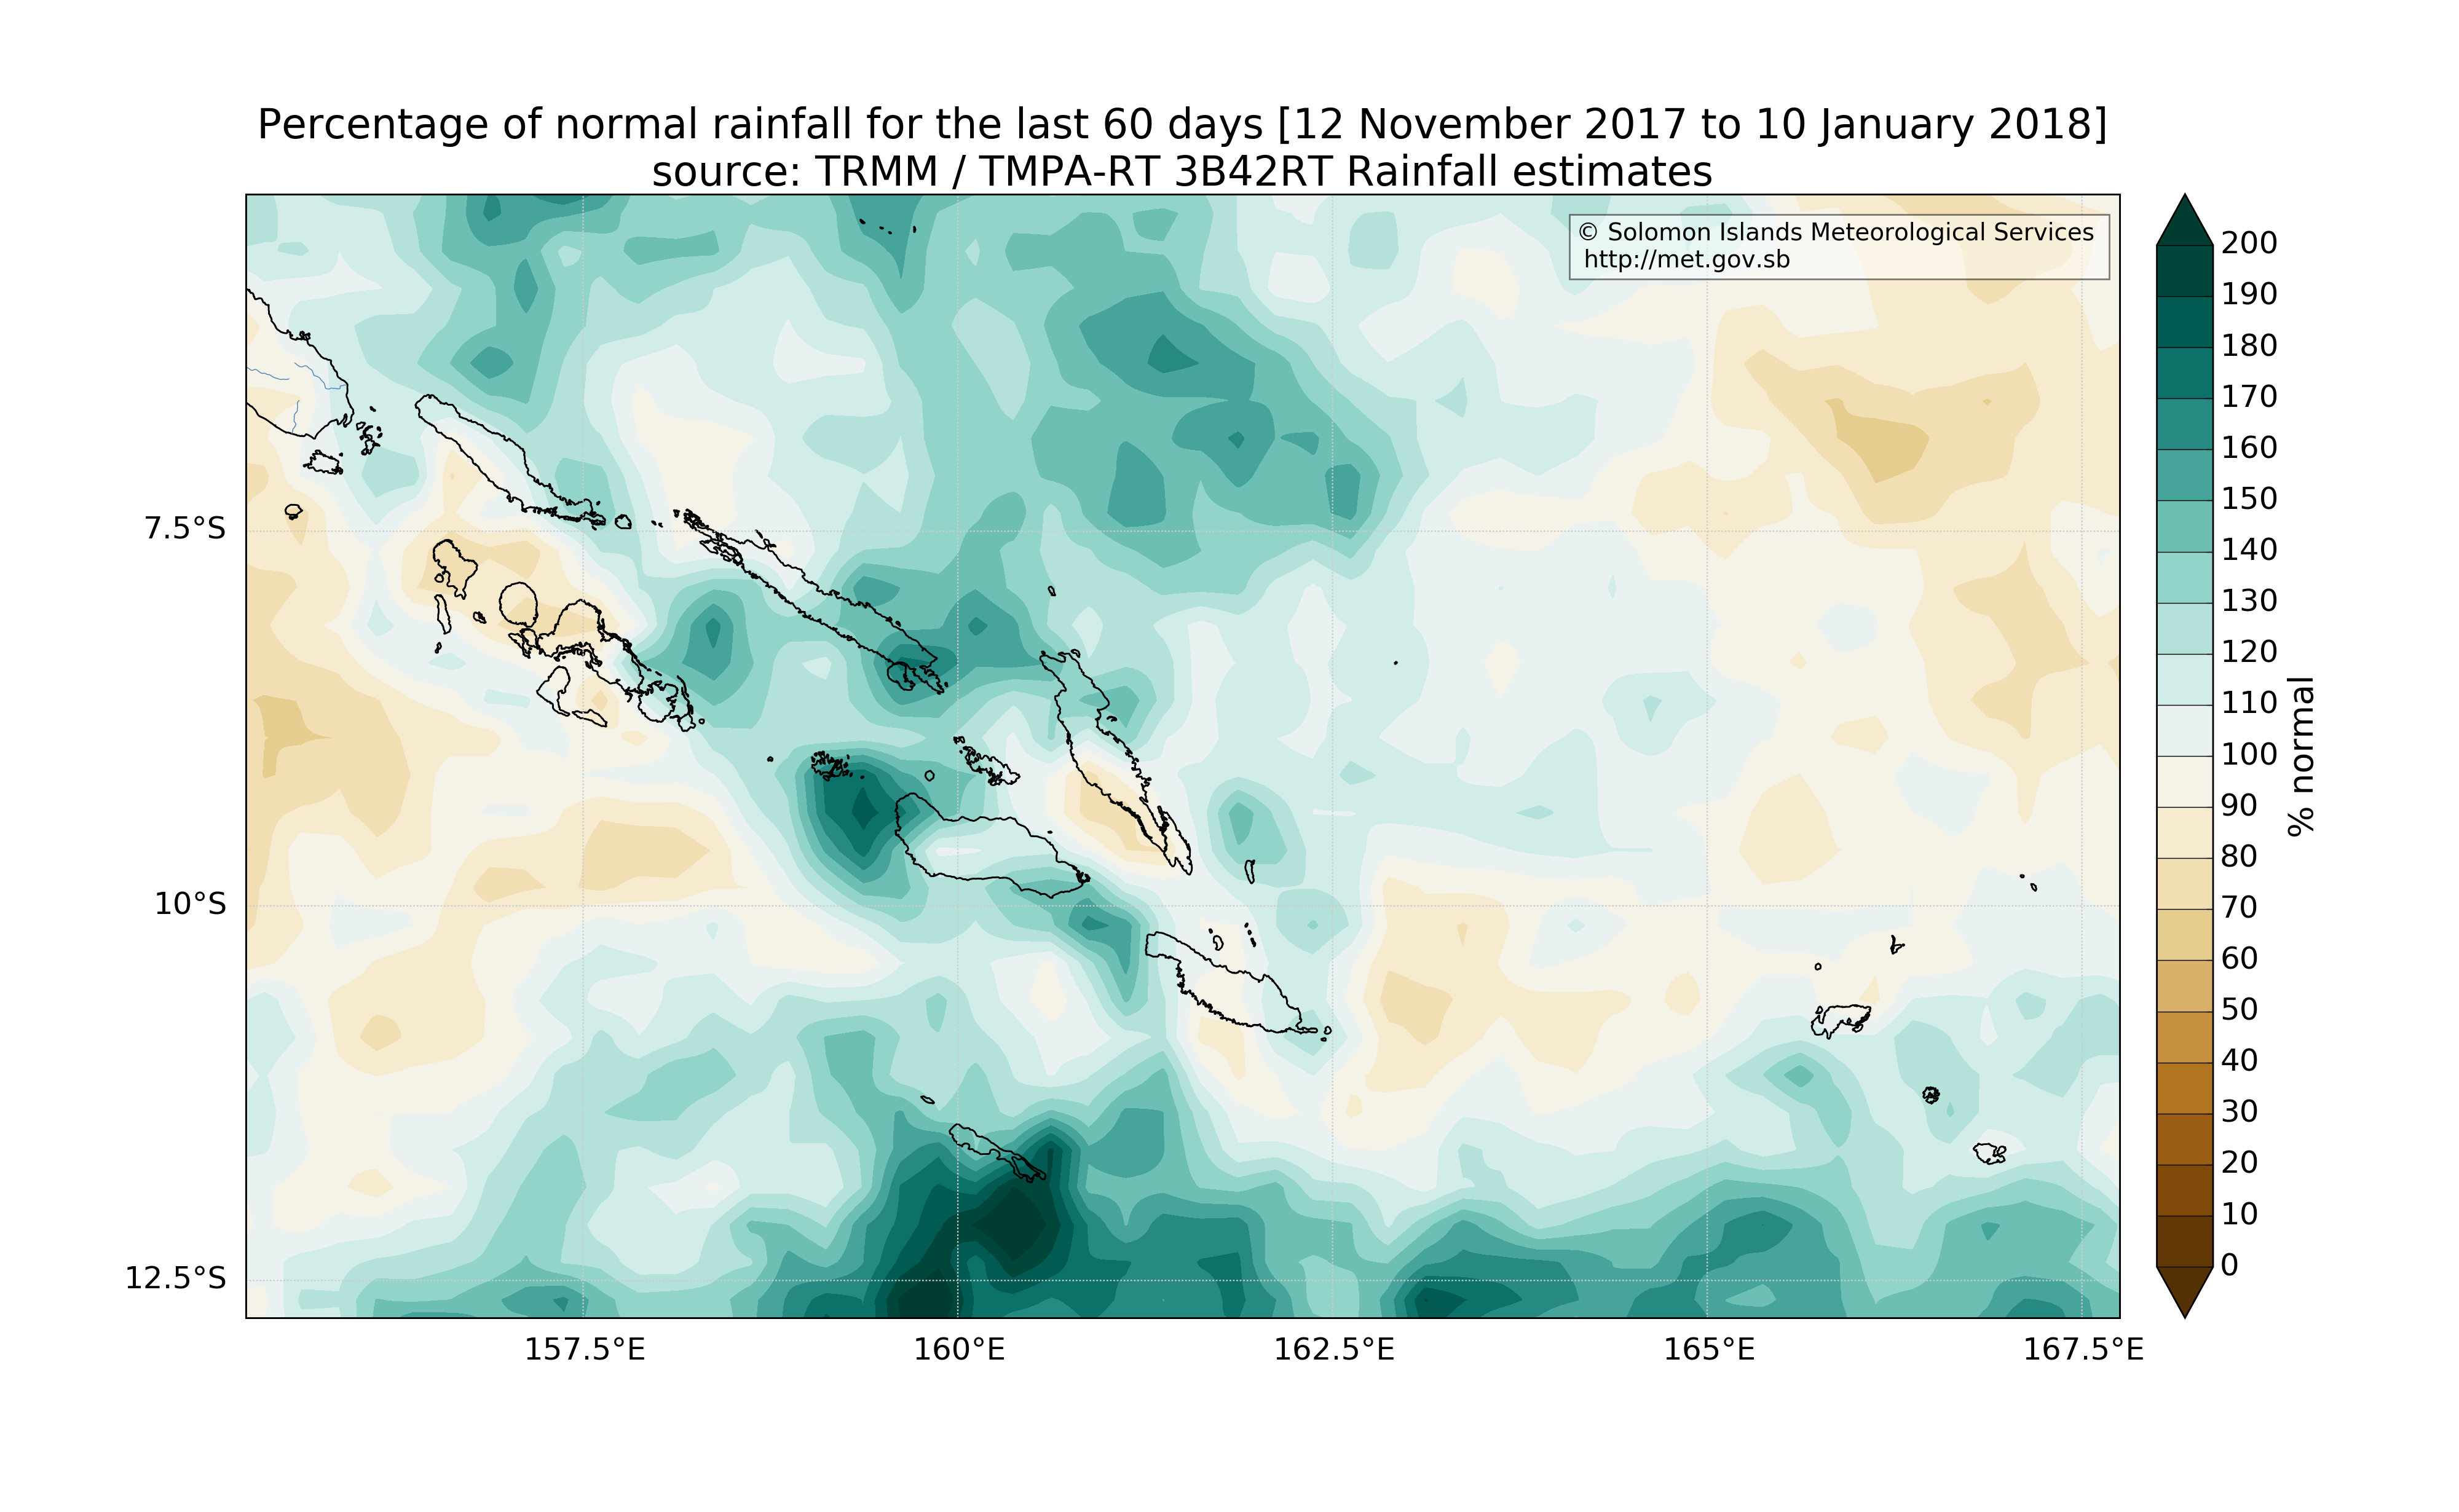 Percentage of normal rainfall for the last 60 days [12 November 2017 to 10 January 2018]
source: TRMM / TMPA-RT 3B42RT Rainfall estimates
© Solomon Islands Meteorological Services
http://met.gov.sb
7.5°S
10°S
12.5°S
157.5°E
160°E
162.5°E
165°E
167.5°E
200
190
180
170
160
150
140
130
120
110
100
90
80
70
60
50
40
30
20
10
0
% normal